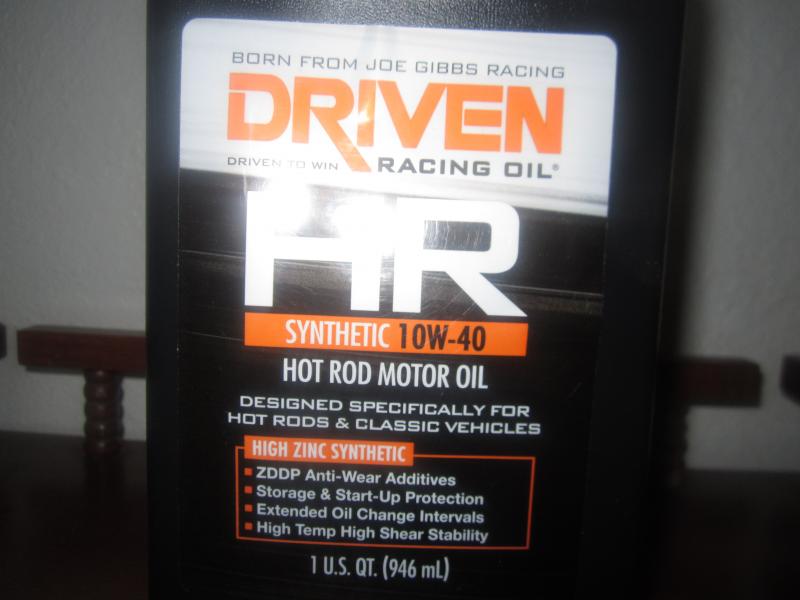 BORN FROM JOE GIBBS RACING
DRIVEN
DRIVEN TO WIN RACING OIL®
HR
SYNTHETIC 10W-40
HOT ROD MOTOR OIL
DESIGNED SPECIFICALLY FOR
HOT RODS & CLASSIC VEHICLES
HIGH ZINC SYNTHETIC
▪ ZDDP Anti-Wear Additives
▪ Storage & Start-Up Protection
▪ Extended Oil Change Intervals
▪ High Temp High Shear Stability
1 U.S. QT. (946 mL)